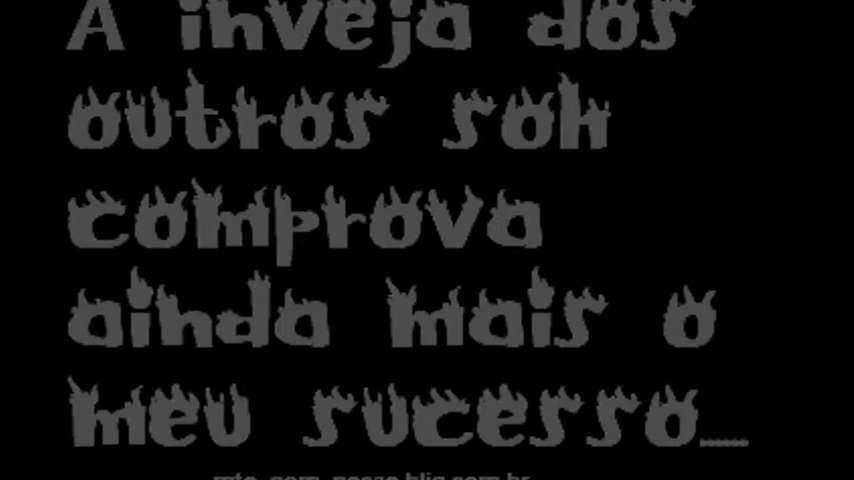 A inveja dos
outros soh
comprova
ainda mais o
meu sucesso......